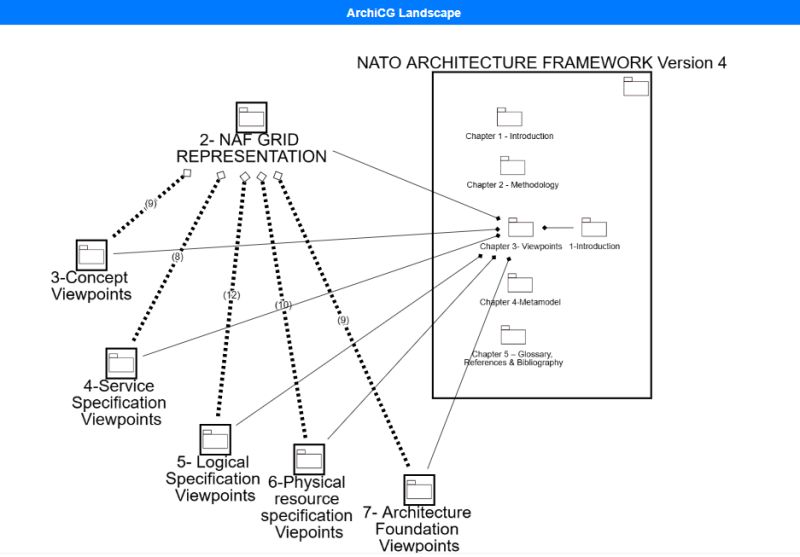 ArchiCG Landscape
NATO ARCHITECTURE FRAMEWORK Version 4
Chapter 1 - Introduction
2- NAF GRID
REPRESENTATION
Chapter 2 - Methodology
(9)
Chapter 3- Viewpoints
1-Introduction
(8)
3-Concept
Viewpoints
(12)
(10)
(9)
Chapter 4-Metamodel
Chapter 5 – Glossary,
References & Bibliography
4-Service
Specification
Viewpoints
5- Logical
Specification
Viewpoints
6-Physical
resource
specification
Viepoints
7- Architecture
Foundation
Viewpoints